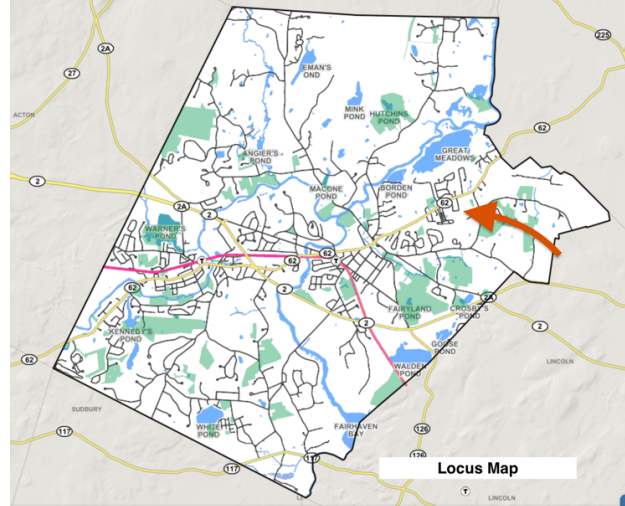 225
2A
27
EMAN'S
OND
MINK
POND
HUTCHINS
POND
ACTON
62
ANGIER'S
POND
GREAT
MEADOWS
2
MACONE
POND
BORDEN
POND
2A
2
62
WARNER'S
POND
62
T
62
T
62
2
2A
FAIRYLAND
POND
CROSBY'S
POND
2
2
KENNEDY'S
POND
GOOSE
POND
62
WALDEN
POND
LINCOLN
SUDBURY
WHITE
POND
FAIRHAVEN
BAY
126
117
117
126
117
Locus Map
T
LINCOLN